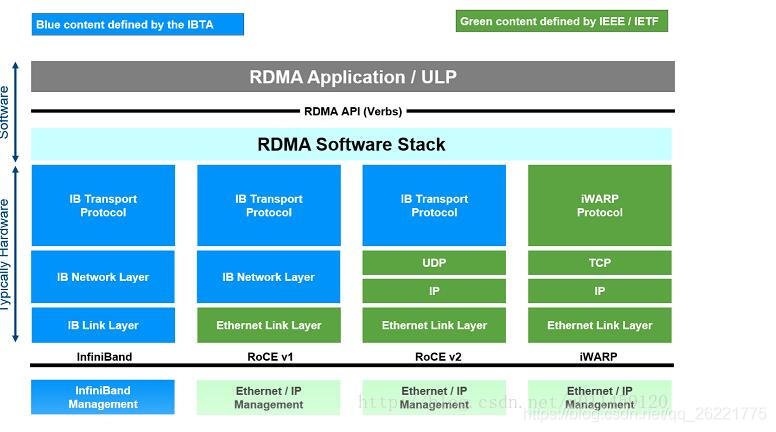 Blue content defined by the IBTA
Green content defined by IEEE / IETF
RDMA Application / ULP
RDMA API (Verbs)
RDMA Software Stack
Software
Typically Hardware
IB Transport
Protocol
IB Transport
Protocol
IB Transport
Protocol
iWARP
Protocol
IB Network Layer
IB Network Layer
UDP
IP
TCP
IP
IB Link Layer
Ethernet Link Layer
Ethernet Link Layer
Ethernet Link Layer
InfiniBand
RoCE v1
RoCE v2
iWARP
InfiniBand
Management
Ethernet / IP
Management
Ethernet / IP
Management
Ethernet / IP
Management
https://blog.csdn.net/qq_26221775